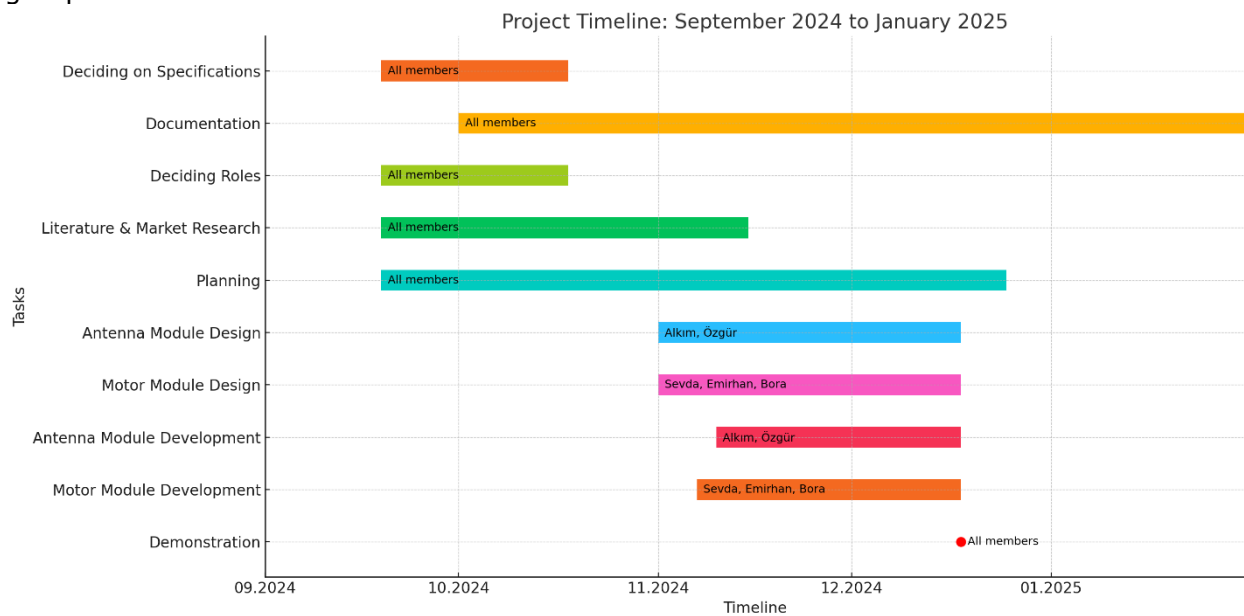 Project Timeline: September 2024 to January 2025
Deciding on Specifications
All members
Documentation
All members
Deciding Roles
All members
Literature & Market Research
All members
Planning
All members
Antenna Module Design
Alkım, Özgür
Motor Module Design
Sevda, Emirhan, Bora
Antenna Module Development
Alkım, Özgür
Motor Module Development
Sevda, Emirhan, Bora
Demonstration
All members
Tasks
09.2024
10.2024
11.2024
12.2024
01.2025
Timeline